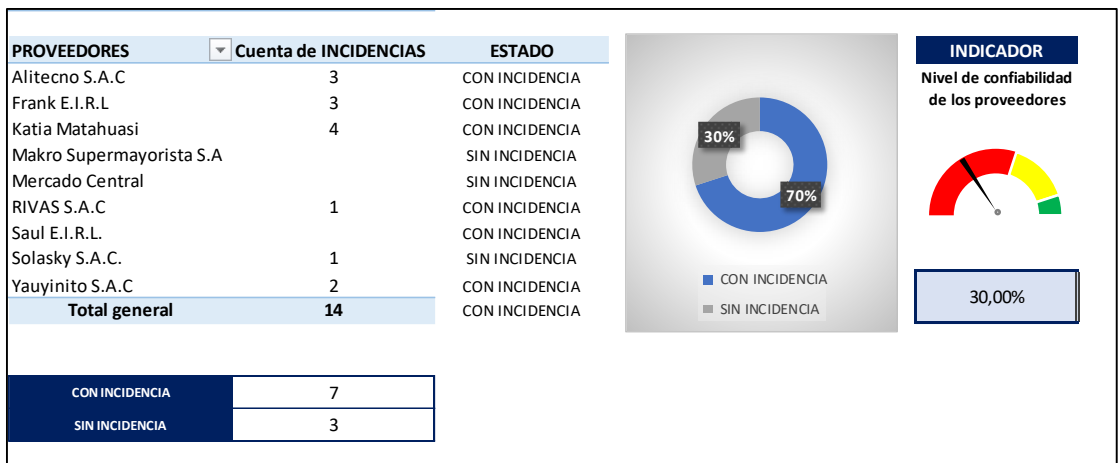 PROVEEDORES Cuenta de INCIDENCIAS ESTADO
Alitecno S.A.C 3 CON INCIDENCIA
Frank E.I.R.L 3 CON INCIDENCIA
Katia Matahuasi 4 CON INCIDENCIA
Makro Supermayorista S.A SIN INCIDENCIA
Mercado Central SIN INCIDENCIA
RIVAS S.A.C 1 CON INCIDENCIA
Saul E.I.R.L. CON INCIDENCIA
Solasky S.A.C. 1 SIN INCIDENCIA
Yauyinito S.A.C 2 CON INCIDENCIA
Total general 14 CON INCIDENCIA
30%
70%
CON INCIDENCIA
SIN INCIDENCIA
INDICADOR
Nivel de confiabilidad
de los proveedores
30,00%
CON INCIDENCIA 7
SIN INCIDENCIA 3